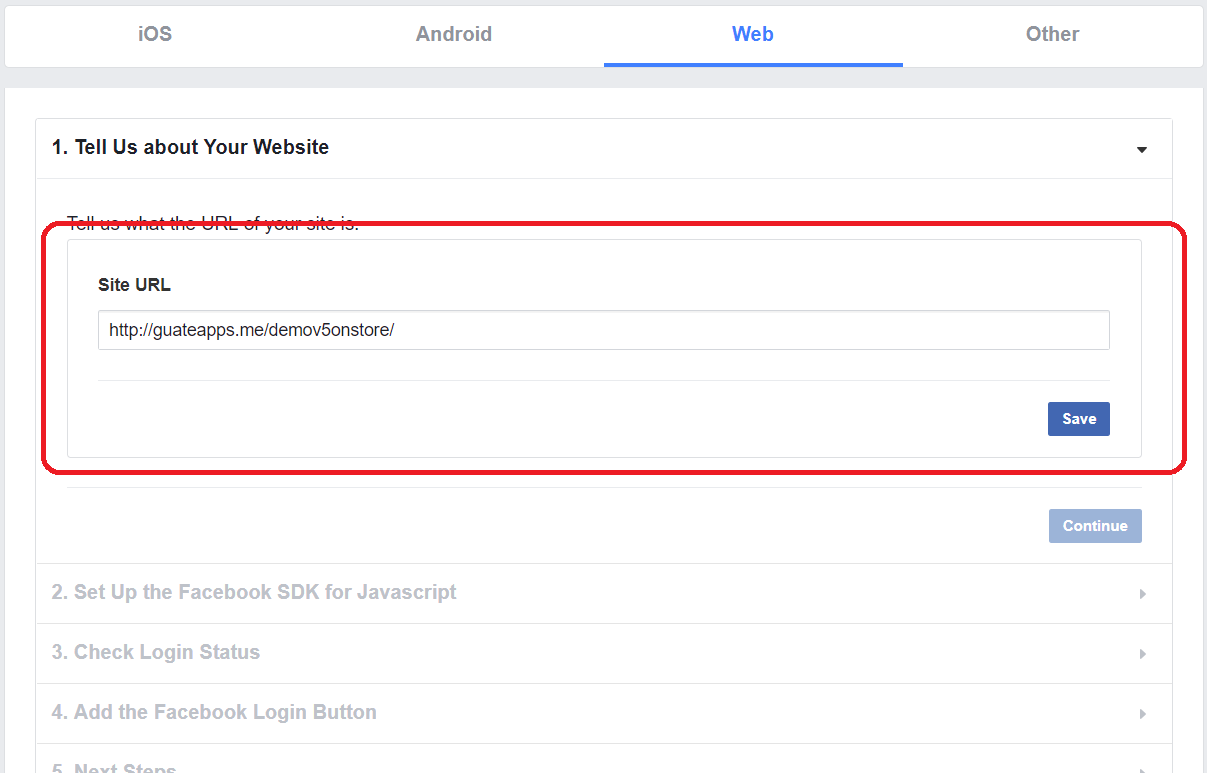 iOS Android Web Other
1. Tell Us about Your Website
Tell us what the URL of your site is.
Site URL
http://guateapps.me/demov5onstore/
Save
Continue
2. Set Up the Facebook SDK for Javascript
3. Check Login Status
4. Add the Facebook Login Button
5. Next Steps